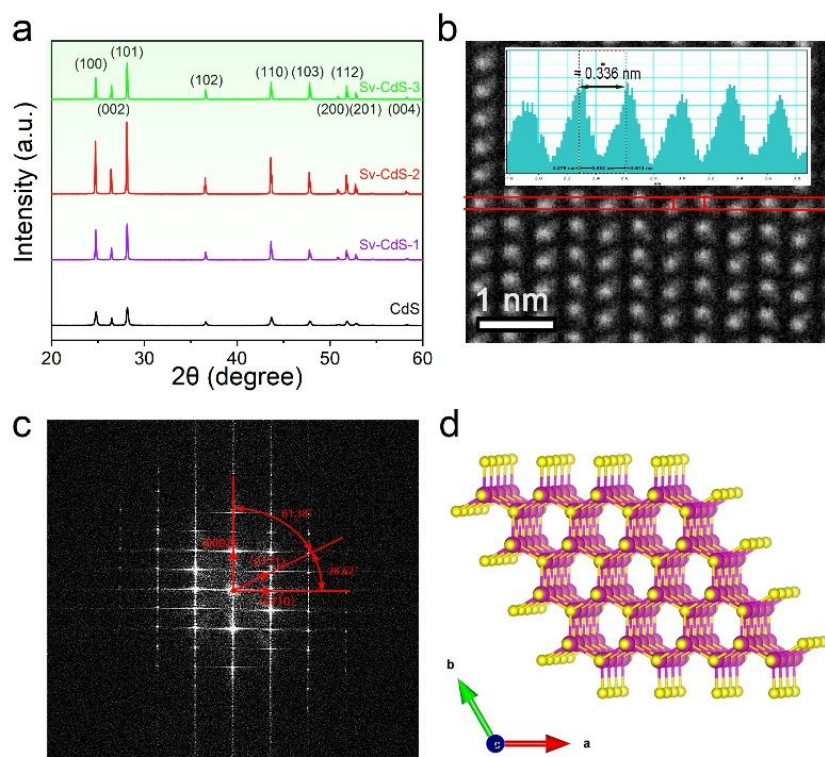 a
(100)
(101)
(002)
(102)
(110)
(103)
(112)
(200)
(201)
(004)
Sv-CdS-3
Sv-CdS-2
Sv-CdS-1
CdS
Intensity (a.u.)
20
30
40
50
60
2θ (degree)
b
= 0.336 nm
1 nm
c
61.38
28.62
d
b
a
c